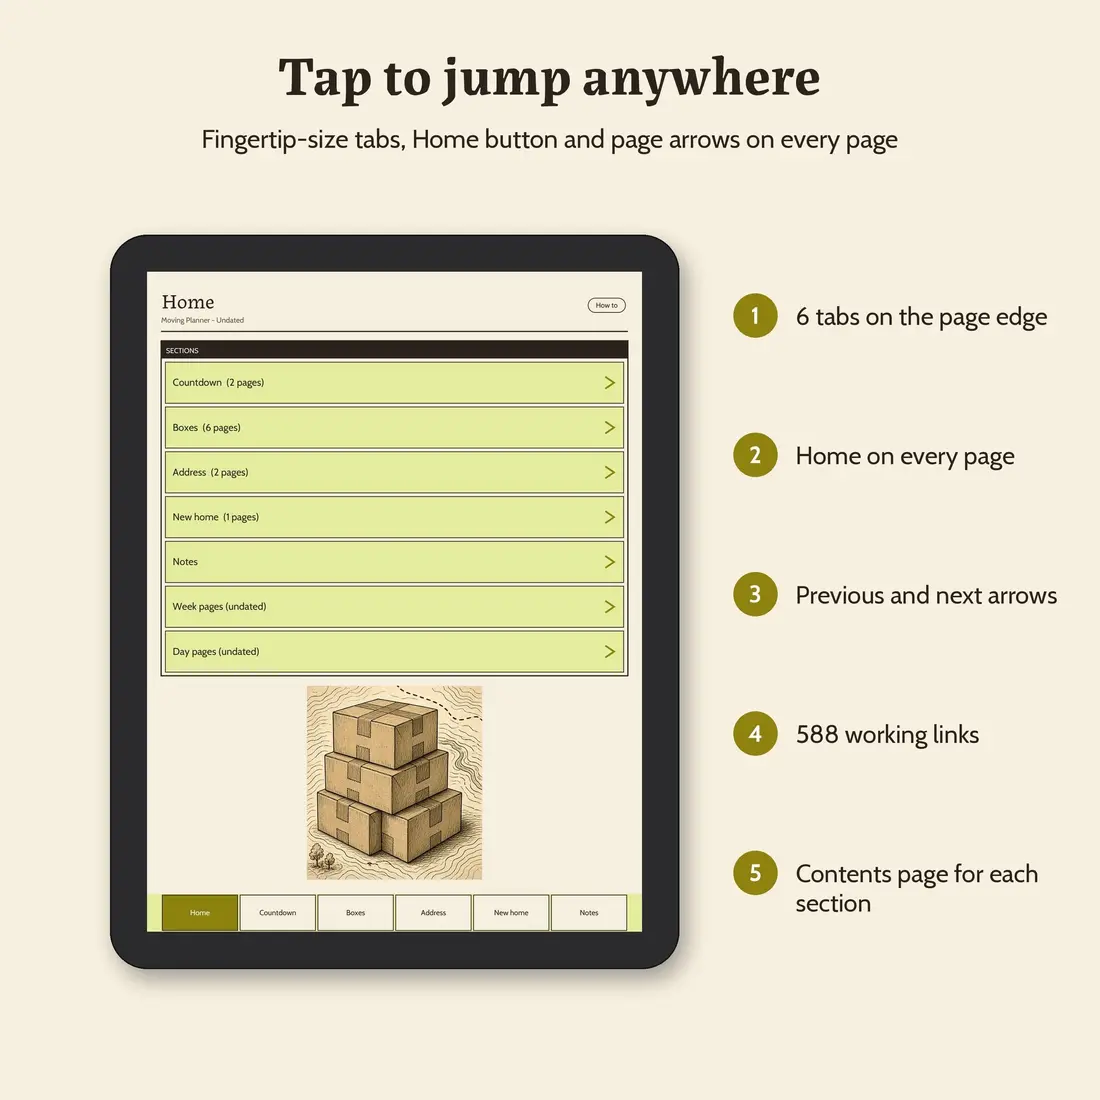 Tap to jump anywhere
Fingertip-size tabs, Home button and page arrows on every page
Home
How to
Moving Planner - Undated
SECTIONS
Countdown (2 pages)
Boxes (6 pages)
Address (2 pages)
New home (1 pages)
Notes
Week pages (undated)
Day pages (undated)
Home
Countdown
Boxes
Address
New home
Notes
1 6 tabs on the page edge
2 Home on every page
3 Previous and next arrows
4 588 working links
5 Contents page for each
section